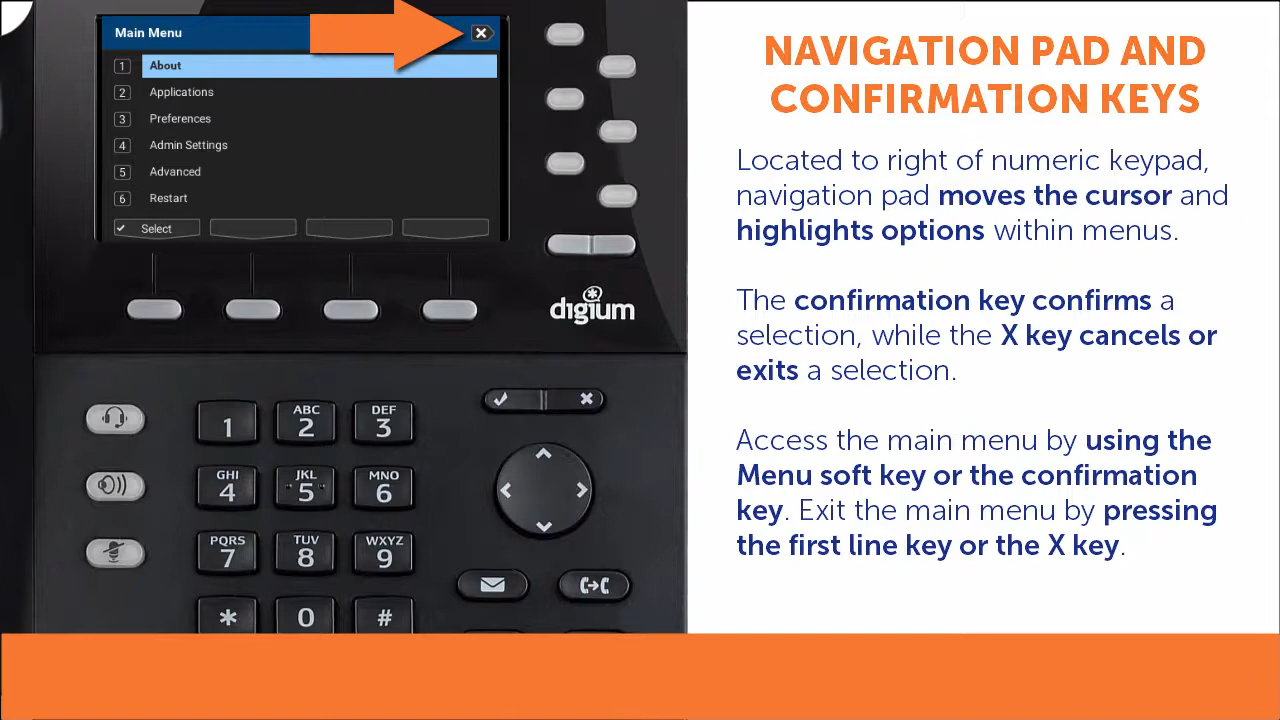 Main Menu
1 About
2 Applications
3 Preferences
4 Admin Settings
5 Advanced
6 Restart
Select
digium
1
ABC
2
DEF
3
GHI
4
JKL
5
MNO
6
PQRS
7
TUV
8
WXYZ
9
*
0
#
NAVIGATION PAD AND
CONFIRMATION KEYS
Located to right of numeric keypad,
navigation pad moves the cursor and
highlights options within menus.
The confirmation key confirms a
selection, while the X key cancels or
exits a selection.
Access the main menu by using the
Menu soft key or the confirmation
key. Exit the main menu by pressing
the first line key or the X key.